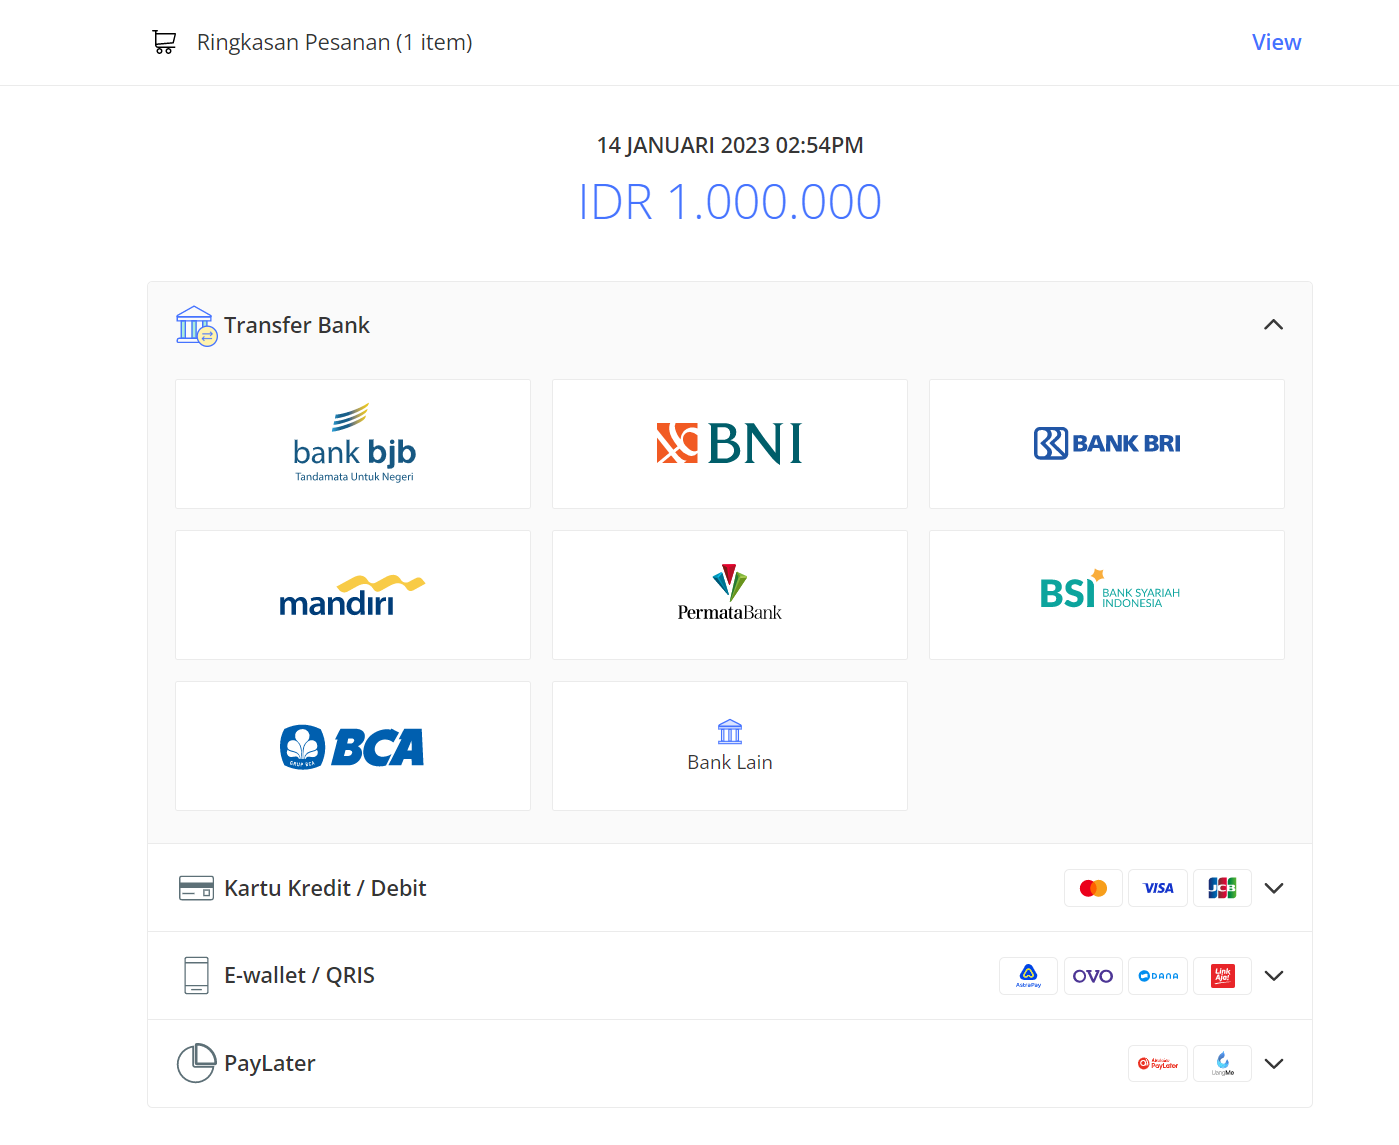 Ringkasan Pesanan (1 item)
View
14 JANUARI 2023 02:54PM
IDR 1.000.000
Transfer Bank
bank bjb
Tandamata Untuk Negeri
BNI
BANK BRI
mandiri
PermataBank
BSI BANK SYARIAH
INDONESIA
GRUP BCA
BCA
Bank Lain
Kartu Kredit / Debit
VISA
JCB
E-wallet / QRIS
AstraPay
OVO
DANA
Link
Aja!
PayLater
PayLater
UangMe